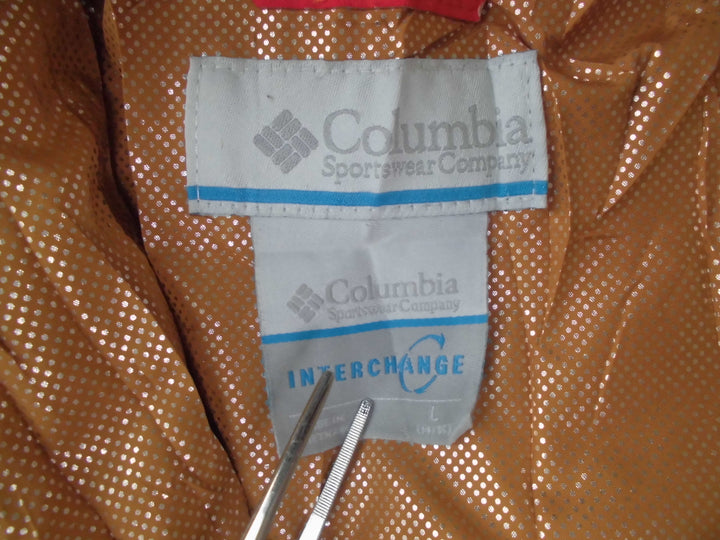 Columbia
Sportswear Company
Columbia
Sportswear Company
INTERCHANGE
L